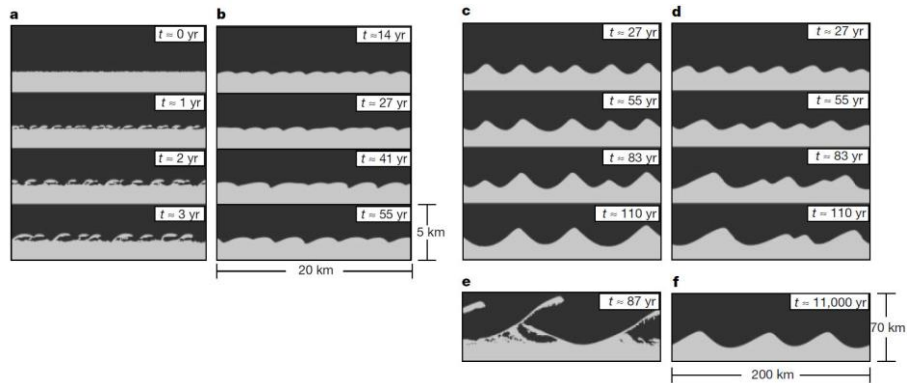 a
t ≈ 0 yr
t ≈ 1 yr
t ≈ 2 yr
t ≈ 3 yr
b
t ≈14 yr
t ≈ 27 yr
t ≈ 41 yr
t ≈ 55 yr
5 km
20 km
c
t ≈ 27 yr
t ≈ 55 yr
t ≈ 83 yr
t ≈ 110 yr
d
t ≈ 27 yr
t ≈ 55 yr
t ≈ 83 yr
t ≈ 110 yr
e
t ≈ 87 yr
f
t ≈ 11,000 yr
70 km
200 km